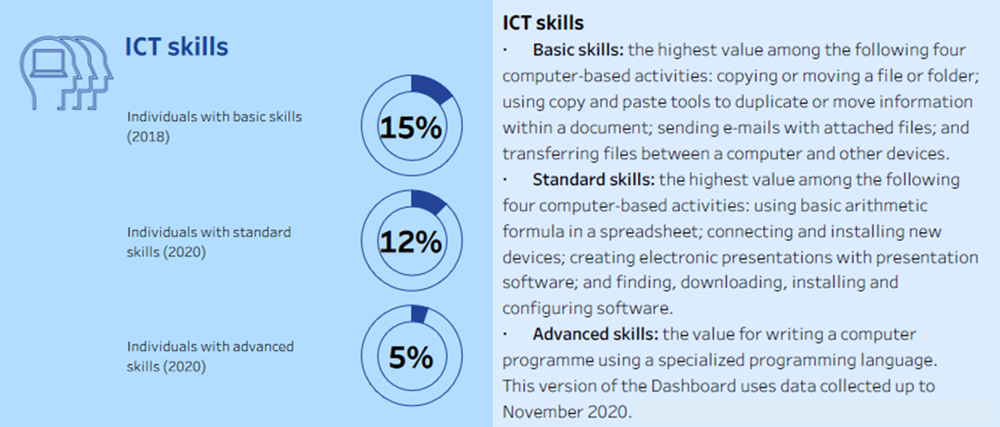 ICT skills
Individuals with basic skills
(2018)
15%
Individuals with standard
skills (2020)
12%
Individuals with advanced
skills (2020)
5%
ICT skills
· Basic skills: the highest value among the following four
computer-based activities: copying or moving a file or folder;
using copy and paste tools to duplicate or move information
within a document; sending e-mails with attached files; and
transferring files between a computer and other devices.
· Standard skills: the highest value among the following
four computer-based activities: using basic arithmetic
formula in a spreadsheet; connecting and installing new
devices; creating electronic presentations with presentation
software; and finding, downloading, installing and
configuring software.
· Advanced skills: the value for writing a computer
programme using a specialized programming language.
This version of the Dashboard uses data collected up to
November 2020.